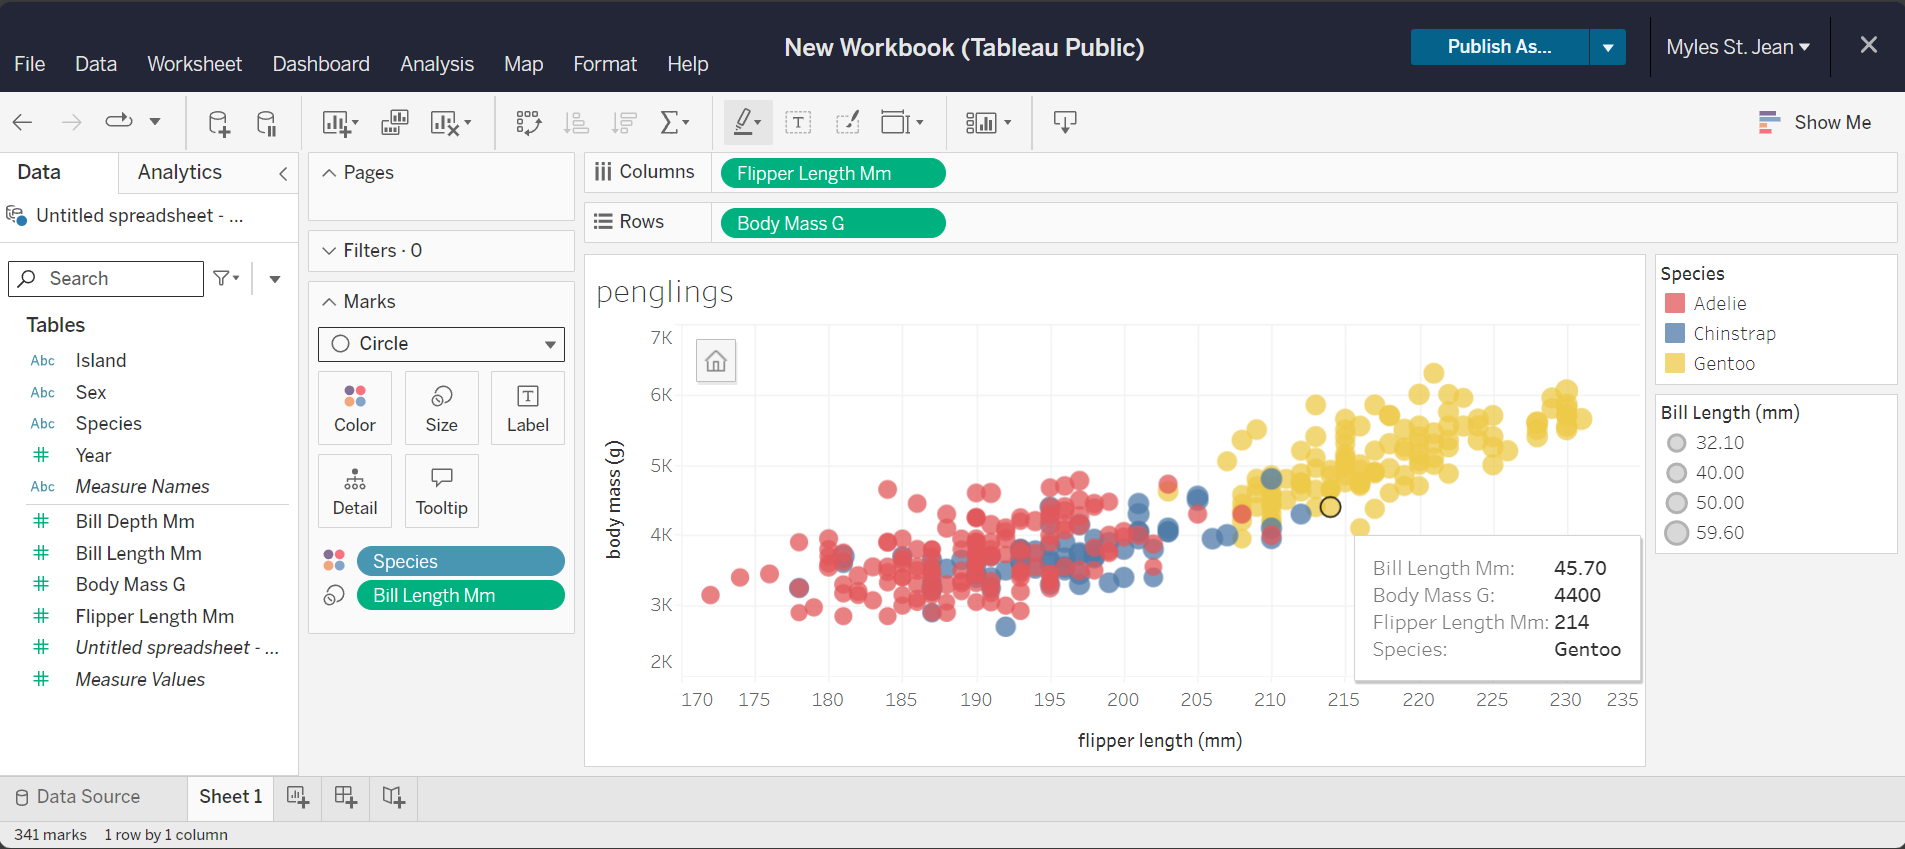 New Workbook (Tableau Public)
Publish As...
Myles St. Jean
File Data Worksheet Dashboard Analysis Map Format Help
T
Show Me
Data Analytics
Untitled spreadsheet - ...
Search
Tables
Abc Island
Abc Sex
Abc Species
# Year
Abc Measure Names
# Bill Depth Mm
# Bill Length Mm
# Body Mass G
# Flipper Length Mm
# Untitled spreadsheet - ...
# Measure Values
Pages
Filters · 0
Marks
Circle
Color Size Label
Detail Tooltip
Species
Bill Length Mm
Columns Flipper Length Mm
Rows Body Mass G
penglings
7K
6K
5K
4K
3K
2K
body mass (g)
170 175 180 185 190 195 200 205 210 215 220 225 230 235
flipper length (mm)
Bill Length Mm: 45.70
Body Mass G: 4400
Flipper Length Mm: 214
Species: Gentoo
Species
Adelie
Chinstrap
Gentoo
Bill Length (mm)
32.10
40.00
50.00
59.60
Data Source Sheet 1
341 marks 1 row by 1 column